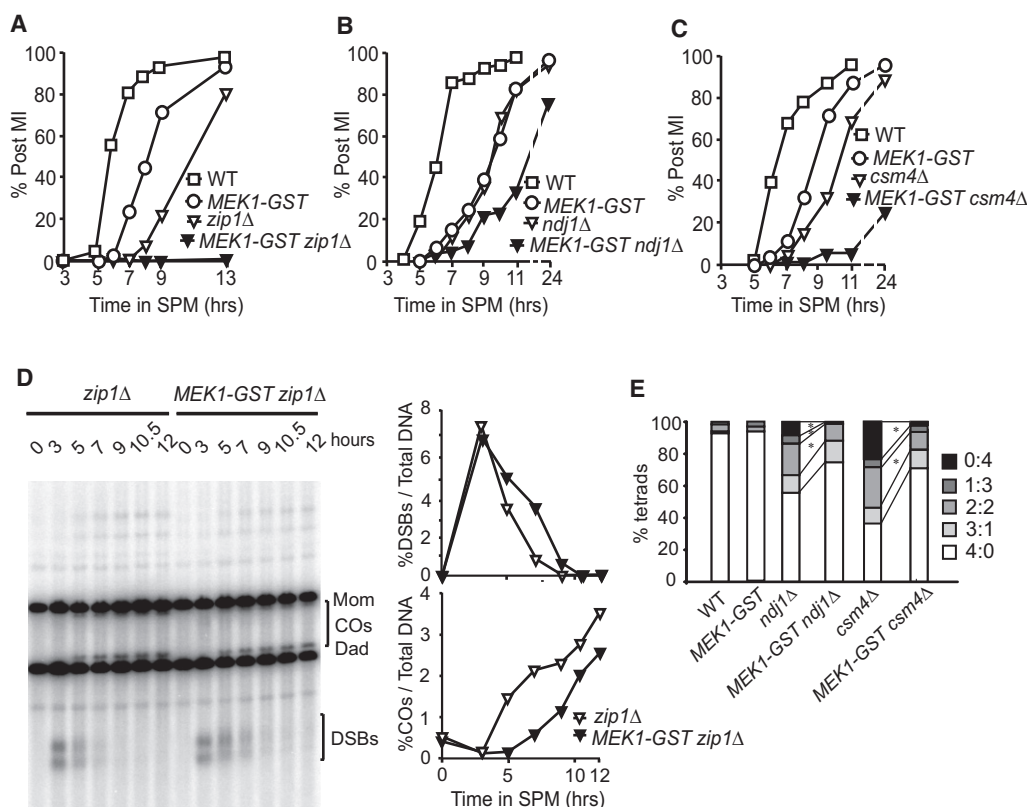 A
% Post MI
100
80
60
40
20
0
3
5
7
9
13
Time in SPM (hrs)
WT
MEK1-GST
zip1Δ
MEK1-GST zip1Δ
B
% Post MI
100
80
60
40
20
0
3
5
7
9
11
24
Time in SPM (hrs)
WT
MEK1-GST
ndj1Δ
MEK1-GST ndj1Δ
C
% Post MI
100
80
60
40
20
0
3
5
7
9
11
24
Time in SPM (hrs)
WT
MEK1-GST
csm4Δ
MEK1-GST csm4Δ
D
zip1Δ
MEK1-GST zip1Δ
0 3 5 7 9 10.5 12 0 3 5 7 9 10.5 12 hours
Mom
COs
Dad
DSBs
%DSBs / Total DNA
8
6
4
2
0
%COs / Total DNA
4
3
2
1
0
0
5
10
12
Time in SPM (hrs)
zip1Δ
MEK1-GST zip1Δ
E
% tetrads
100
80
60
40
20
0
* * * *
WT
MEK1-GST
ndj1Δ
MEK1-GST ndj1Δ
csm4Δ
MEK1-GST csm4Δ
0:4
1:3
2:2
3:1
4:0